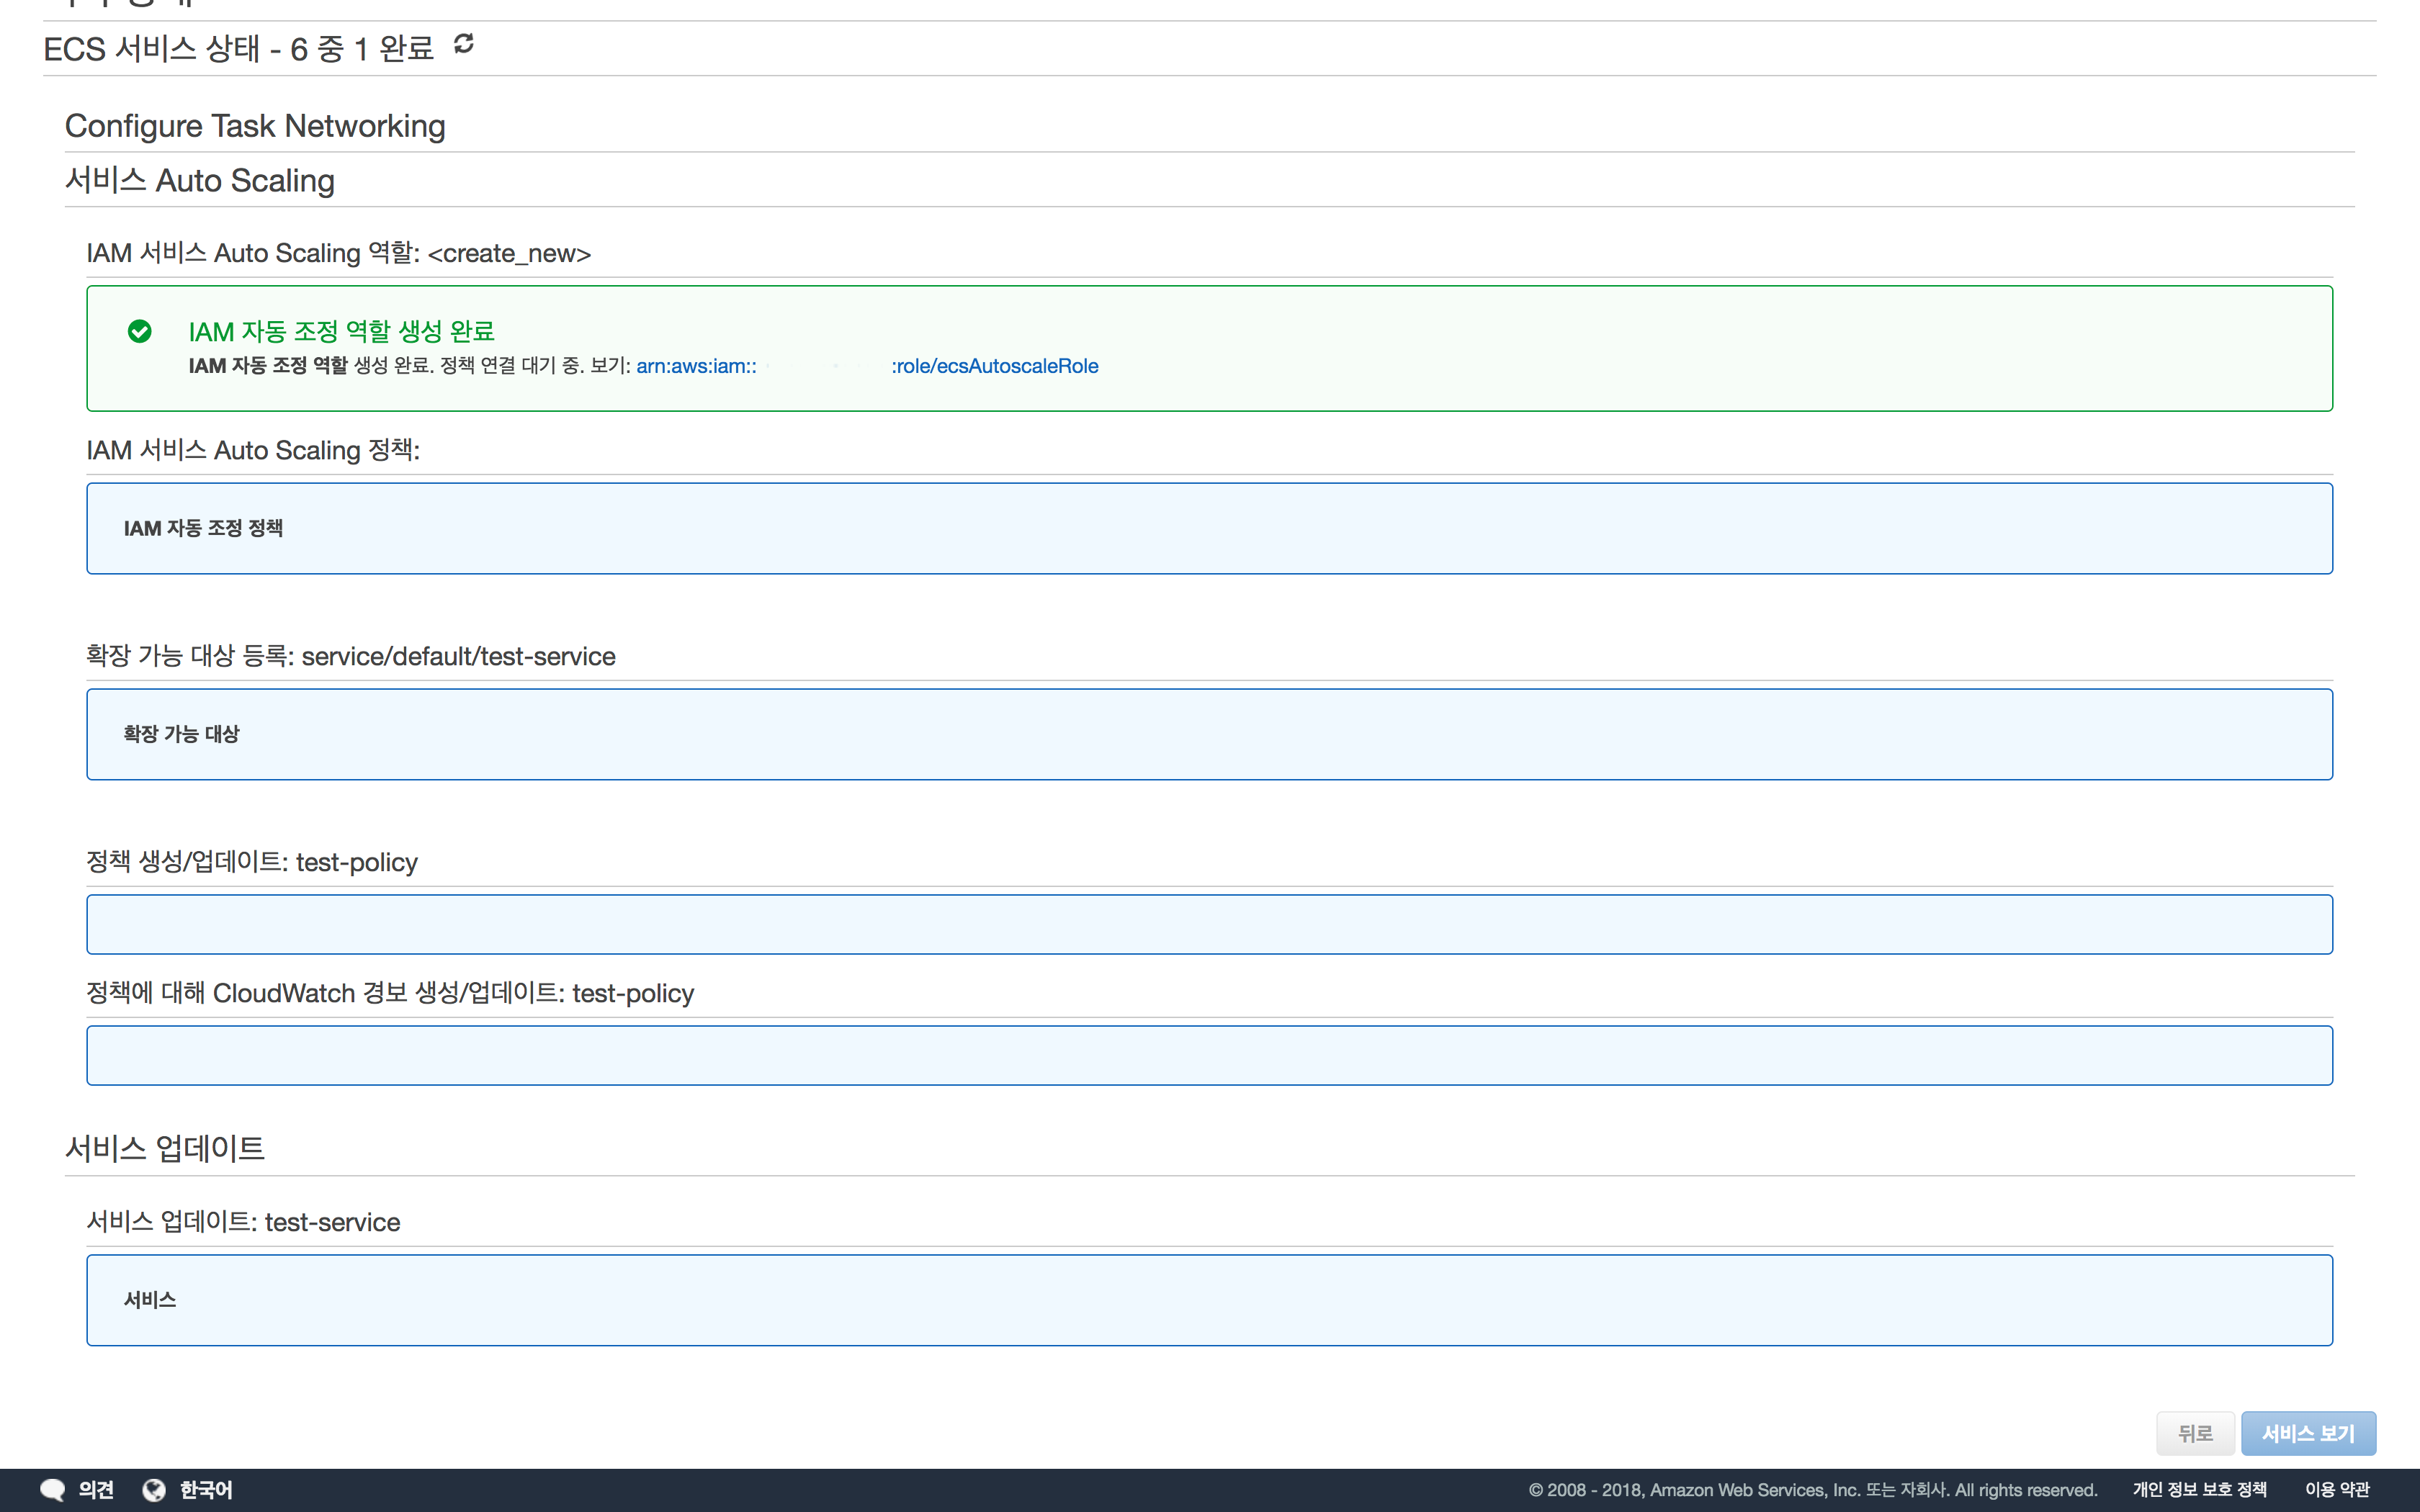 ECS 서비스 상태 - 6 중 1 완료
Configure Task Networking
서비스 Auto Scaling
IAM 서비스 Auto Scaling 역할: <create_new>
IAM 자동 조정 역할 생성 완료
IAM 자동 조정 역할 생성 완료. 정책 연결 대기 중. 보기: arn:aws:iam:: :role/ecsAutoscaleRole
IAM 서비스 Auto Scaling 정책:
IAM 자동 조정 정책
확장 가능 대상 등록: service/default/test-service
확장 가능 대상
정책 생성/업데이트: test-policy
정책에 대해 CloudWatch 경보 생성/업데이트: test-policy
서비스 업데이트
서비스 업데이트: test-service
서비스
뒤로 서비스 보기
의견 한국어 © 2008 - 2018, Amazon Web Services, Inc. 또는 자회사. All rights reserved. 개인 정보 보호 정책 이용 약관